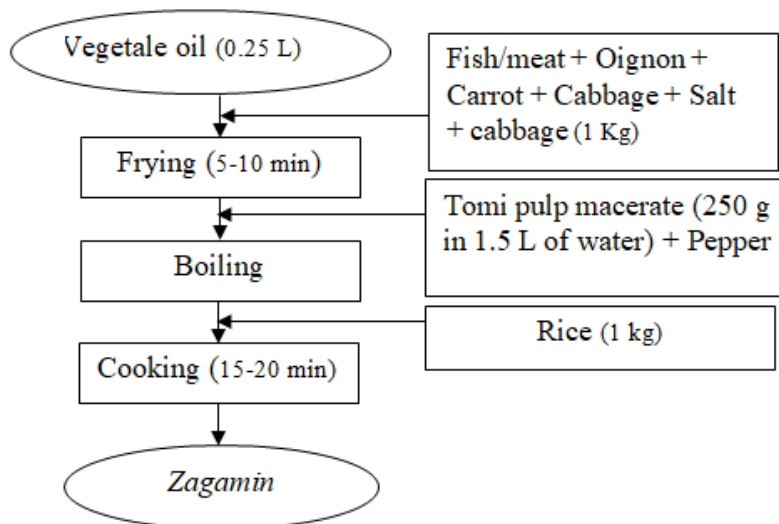 Vegetale oil (0.25 L)
Fish/meat + Oignon +
Carrot + Cabbage + Salt
+ cabbage (1 Kg)
Frying (5-10 min)
Tomi pulp macerate (250 g
in 1.5 L of water) + Pepper
Boiling
Rice (1 kg)
Cooking (15-20 min)
Zagamin